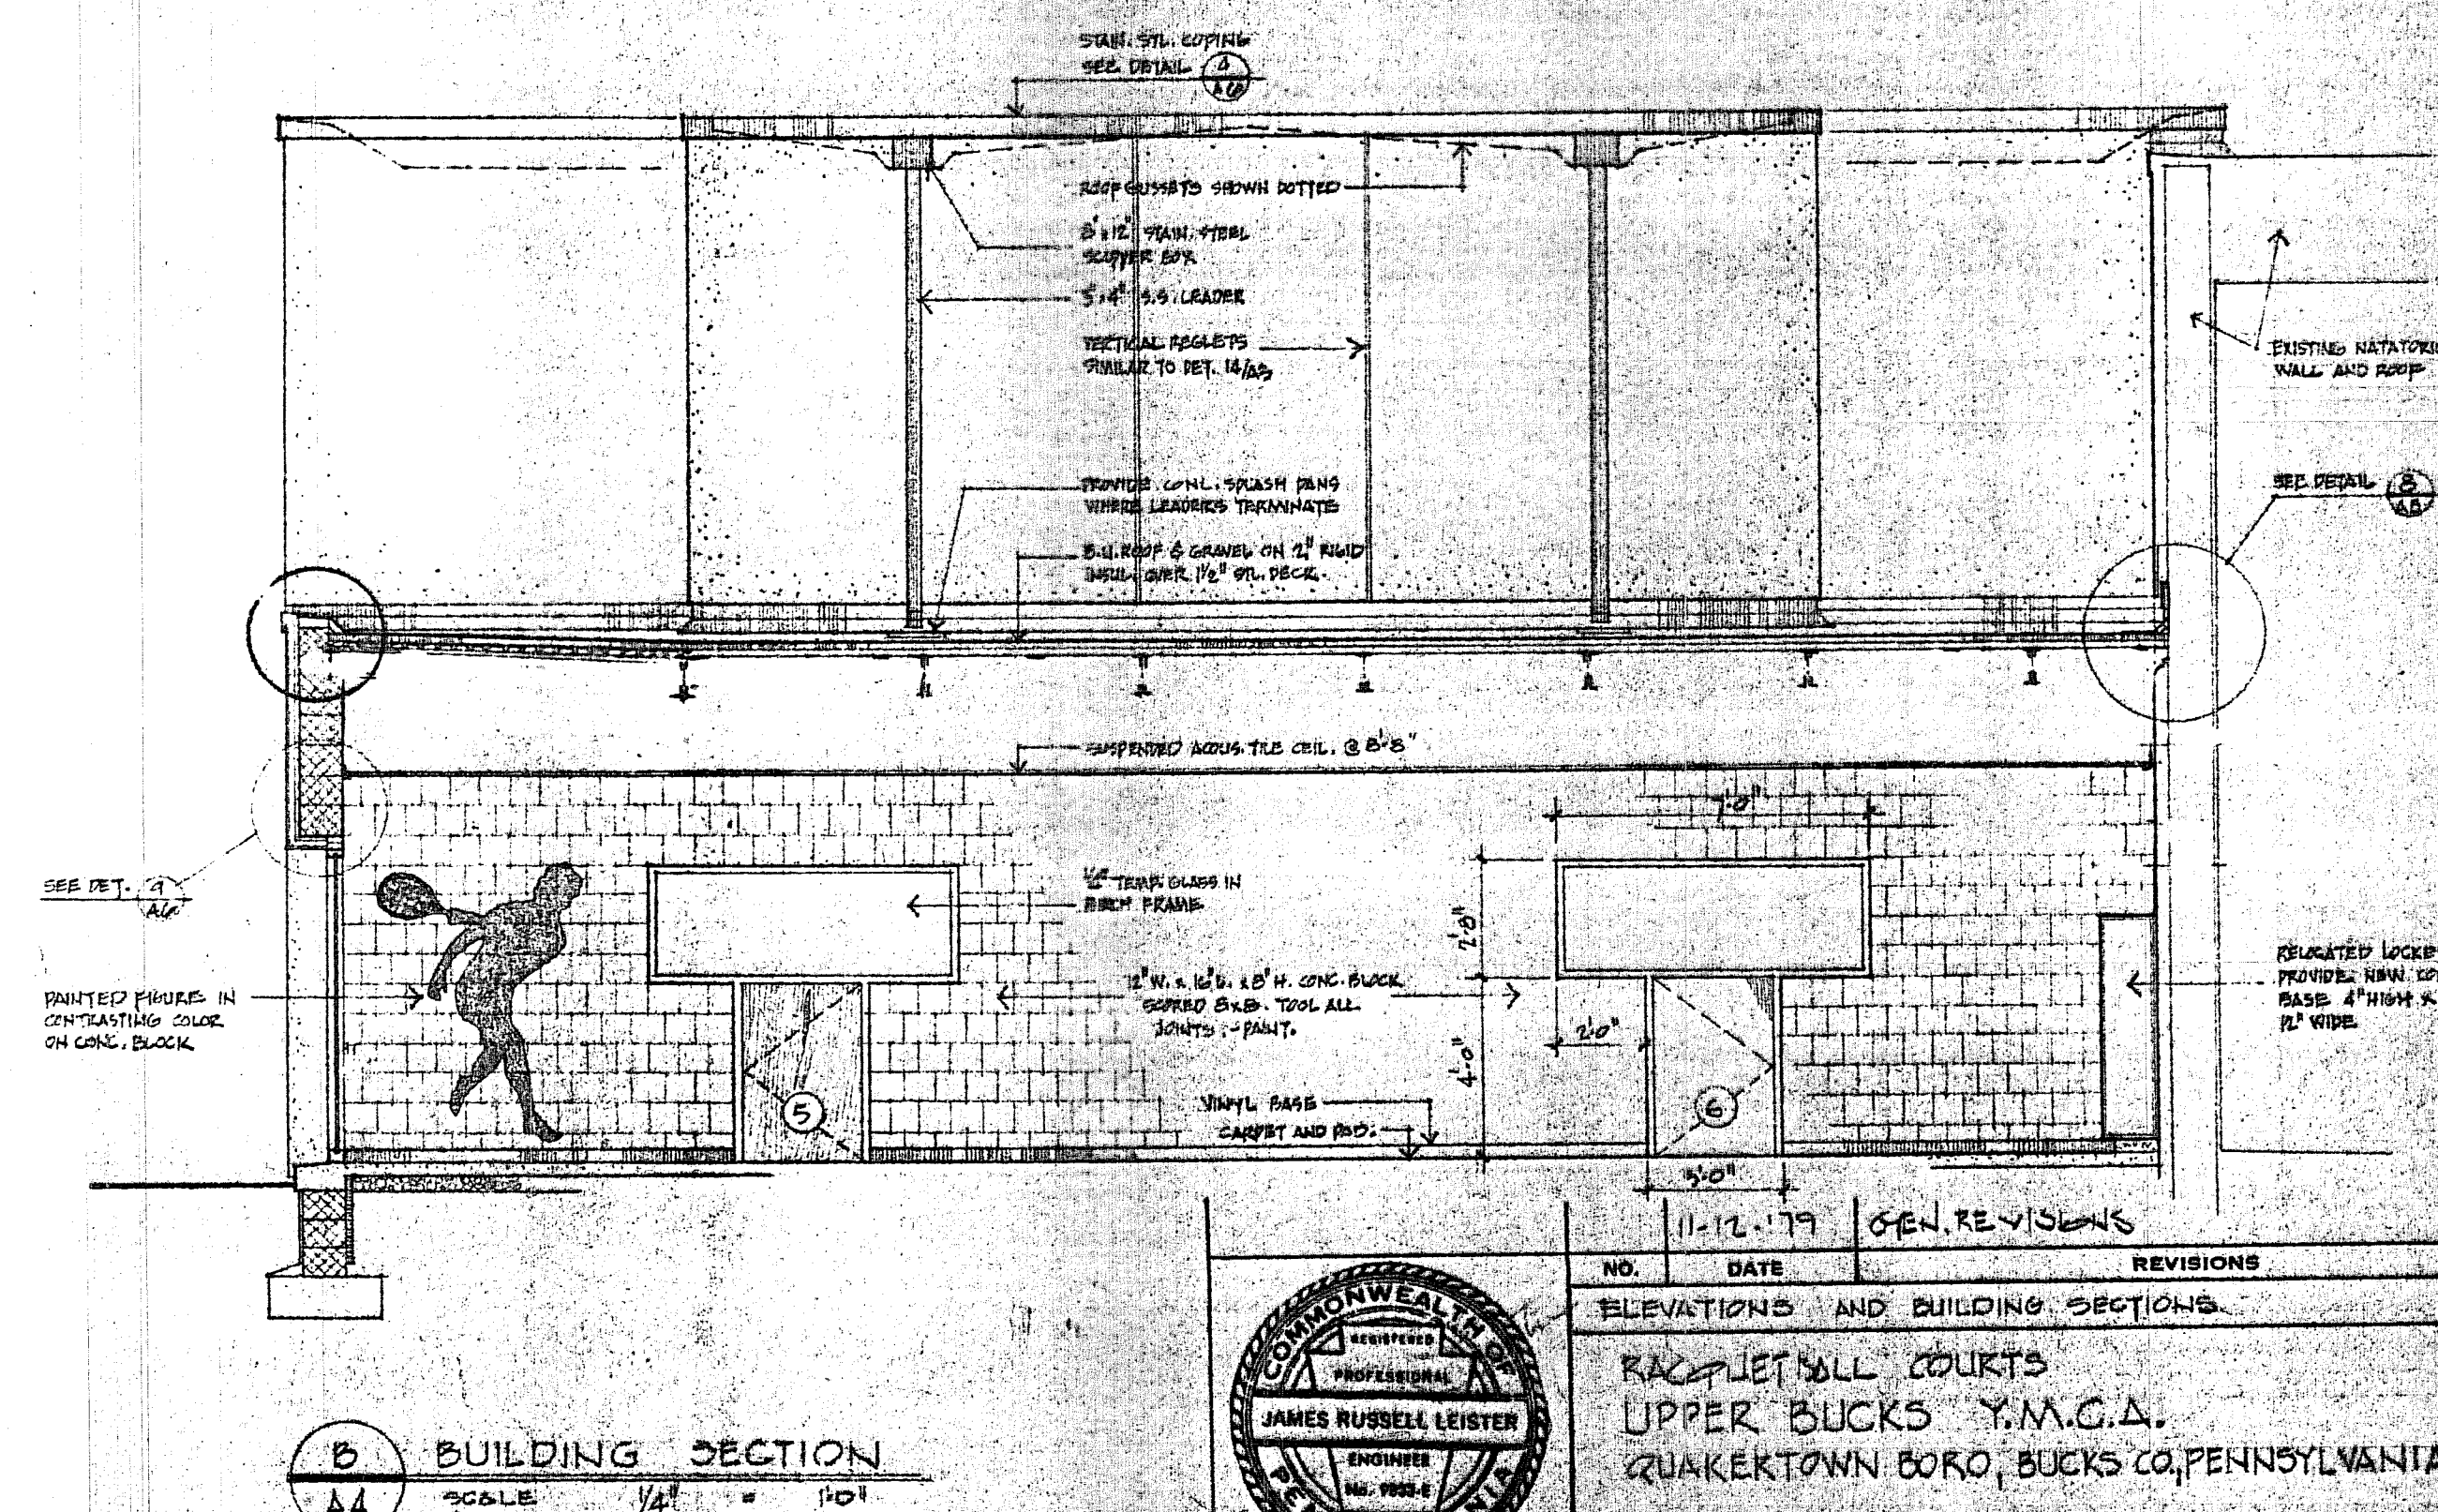 STAIN. STL. COPING
SEE DETAIL 4
A6
ROOF GUSSETS SHOWN DOTTED
8"x12" STAIN. STEEL
SCUPPER BOX
5"x4" S.S. LEADER
VERTICAL REGLETS
SIMILAR TO DET. 14/A3
PROVIDE CONC. SPLASH PANS
WHERE LEADERS TERMINATE
B.U. ROOF & GRAVEL ON 2" RIGID
INSUL. OVER 1½" STL. DECK.
EXISTING NATATORI
WALL AND ROOF
SEE DETAIL 8
SUSPENDED ACOUS. TILE CEIL. @ 8'-8"
SEE DET. 9
A6
PAINTED FIGURE IN
CONTRASTING COLOR
ON CONC. BLOCK
TEMP. GLASS IN
FRAME
12" W. x 16" L. x 8" H. CONC. BLOCK
SCORED 8x8. TOOL ALL
JOINTS - PAINT.
VINYL BASE
CARPET AND PAD.
7'-0"
2'-8"
4'-0"
2'-0"
3'-0"
5
6
RELOCATED LOCKE
PROVIDE NEW CO
BASE 4" HIGH x
12" WIDE
B
A4
BUILDING SECTION
SCALE 1/4" = 1'-0"
11-12-'79 GEN. REVISIONS
NO. DATE REVISIONS
ELEVATIONS AND BUILDING SECTIONS
RACQUETBALL COURTS
UPPER BUCKS Y.M.C.A.
QUAKERTOWN BORO, BUCKS CO., PENNSYLVANIA
COMMONWEALTH OF
REGISTERED
PROFESSIONAL
JAMES RUSSELL LEISTER
ENGINEER